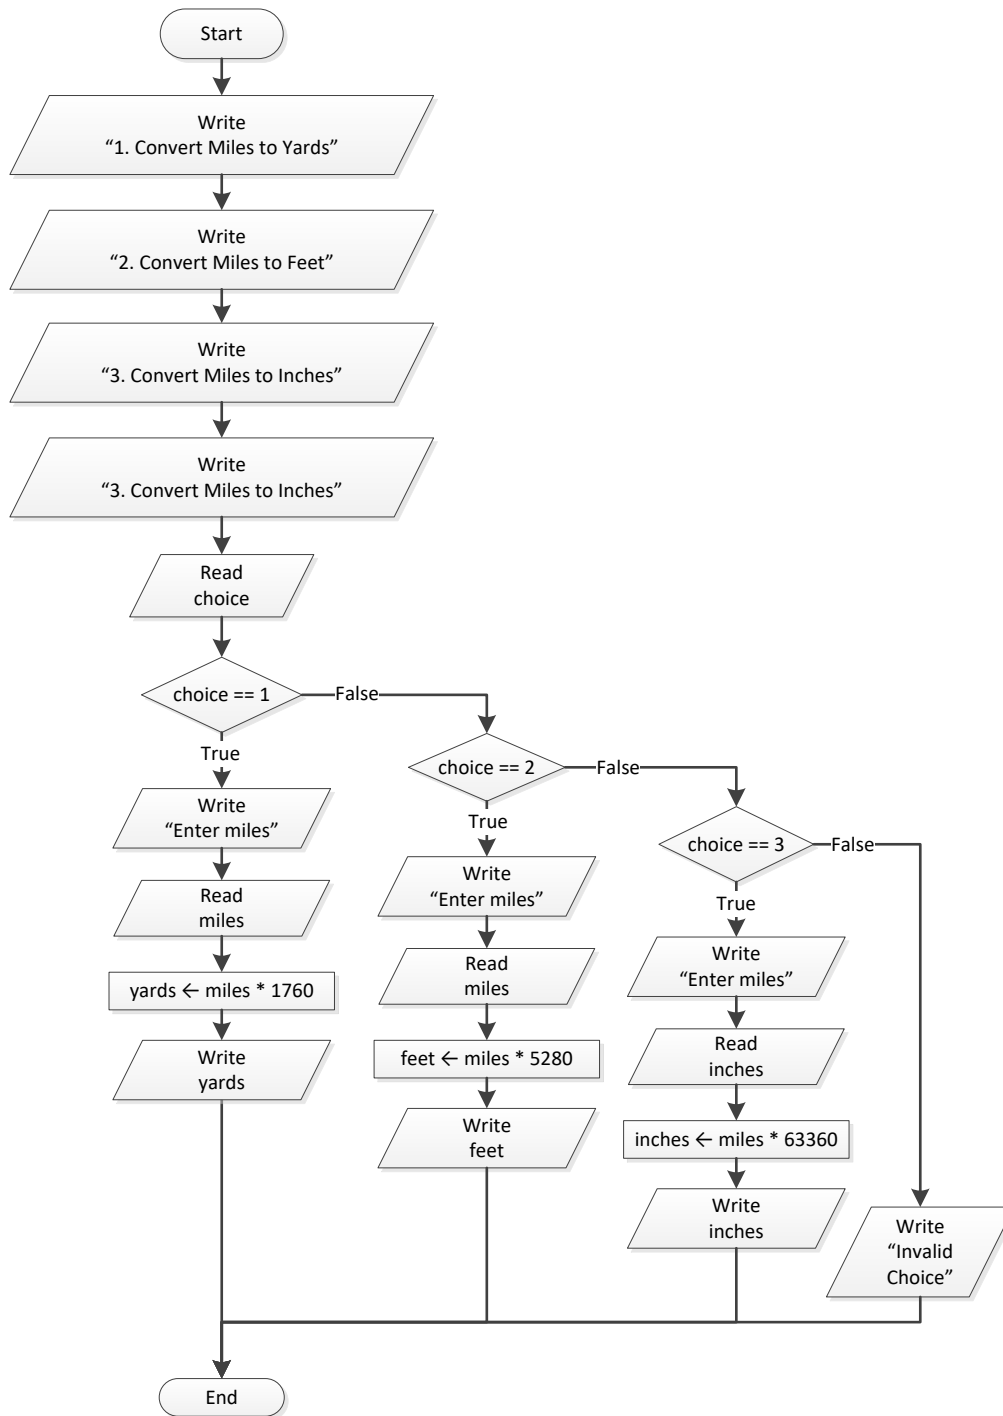 Start
Write
“1. Convert Miles to Yards”
Write
“2. Convert Miles to Feet”
Write
“3. Convert Miles to Inches”
Write
“3. Convert Miles to Inches”
Read
choice
choice == 1
False
True
Write
“Enter miles”
Read
miles
yards ← miles * 1760
Write
yards
choice == 2
False
True
Write
“Enter miles”
Read
miles
feet ← miles * 5280
Write
feet
choice == 3
False
True
Write
“Enter miles”
Read
inches
inches ← miles * 63360
Write
inches
Write
“Invalid
Choice”
End